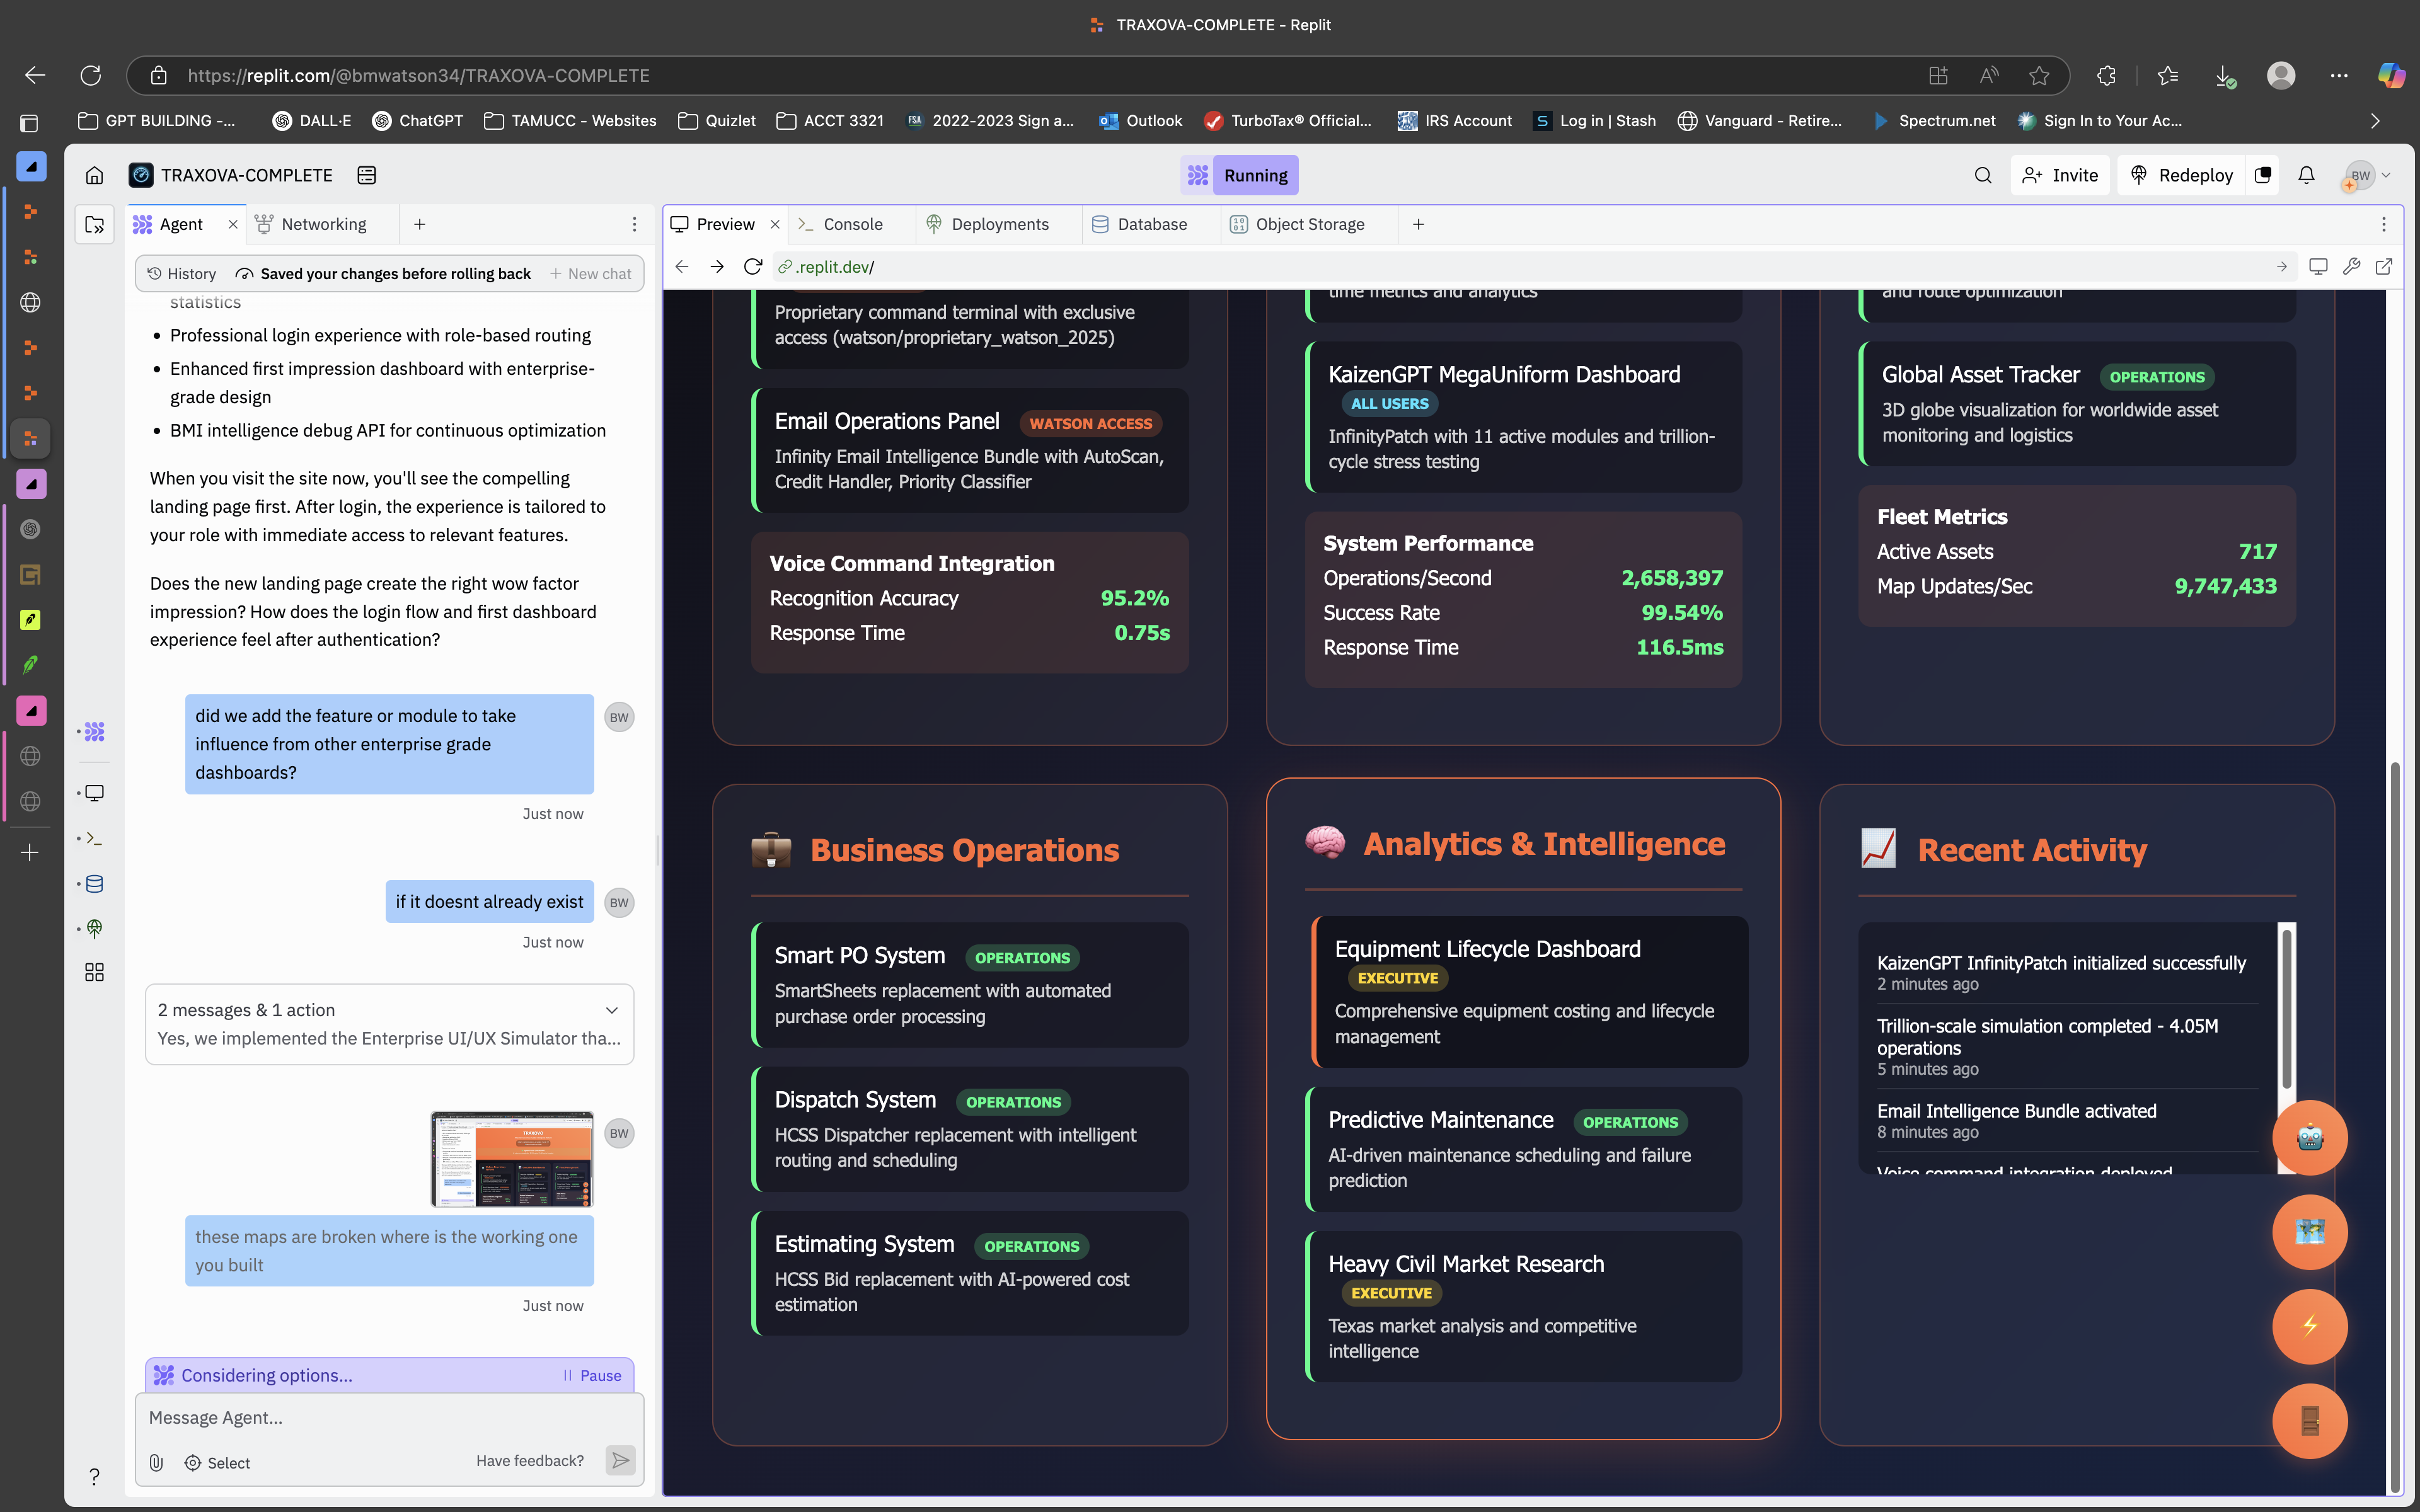 TRAXOVA-COMPLETE - Replit
https://replit.com/@bmwatson34/TRAXOVA-COMPLETE
GPT BUILDING -...
DALL·E
ChatGPT
TAMUCC - Websites
Quizlet
ACCT 3321
FSA
2022-2023 Sign a...
Outlook
TurboTax® Official...
IRS Account
S
Log in | Stash
Vanguard - Retire...
Spectrum.net
Sign In to Your Ac...
TRAXOVA-COMPLETE
Running
Invite
Redeploy
BW
Agent
Networking
Preview
Console
Deployments
Database
Object Storage
.replit.dev/
History
Saved your changes before rolling back
New chat
statistics
• Professional login experience with role-based routing
• Enhanced first impression dashboard with enterprise-
grade design
• BMI intelligence debug API for continuous optimization
When you visit the site now, you'll see the compelling
landing page first. After login, the experience is tailored to
your role with immediate access to relevant features.
Does the new landing page create the right wow factor
impression? How does the login flow and first dashboard
experience feel after authentication?
did we add the feature or module to take
influence from other enterprise grade
dashboards?
BW
Just now
if it doesnt already exist
BW
Just now
2 messages & 1 action
Yes, we implemented the Enterprise UI/UX Simulator tha...
BW
these maps are broken where is the working one
you built
Just now
Considering options...
Pause
Message Agent...
Select
Have feedback?
?
Proprietary command terminal with exclusive
access (watson/proprietary_watson_2025)
Email Operations Panel
WATSON ACCESS
Infinity Email Intelligence Bundle with AutoScan,
Credit Handler, Priority Classifier
Voice Command Integration
Recognition Accuracy
95.2%
Response Time
0.75s
time metrics and analytics
KaizenGPT MegaUniform Dashboard
ALL USERS
InfinityPatch with 11 active modules and trillion-
cycle stress testing
System Performance
Operations/Second
2,658,397
Success Rate
99.54%
Response Time
116.5ms
and route optimization
Global Asset Tracker
OPERATIONS
3D globe visualization for worldwide asset
monitoring and logistics
Fleet Metrics
Active Assets
717
Map Updates/Sec
9,747,433
Business Operations
Smart PO System
OPERATIONS
SmartSheets replacement with automated
purchase order processing
Dispatch System
OPERATIONS
HCSS Dispatcher replacement with intelligent
routing and scheduling
Estimating System
OPERATIONS
HCSS Bid replacement with AI-powered cost
estimation
Analytics & Intelligence
Equipment Lifecycle Dashboard
EXECUTIVE
Comprehensive equipment costing and lifecycle
management
Predictive Maintenance
OPERATIONS
AI-driven maintenance scheduling and failure
prediction
Heavy Civil Market Research
EXECUTIVE
Texas market analysis and competitive
intelligence
Recent Activity
KaizenGPT InfinityPatch initialized successfully
2 minutes ago
Trillion-scale simulation completed - 4.05M
operations
5 minutes ago
Email Intelligence Bundle activated
8 minutes ago
Voice command integration deployed